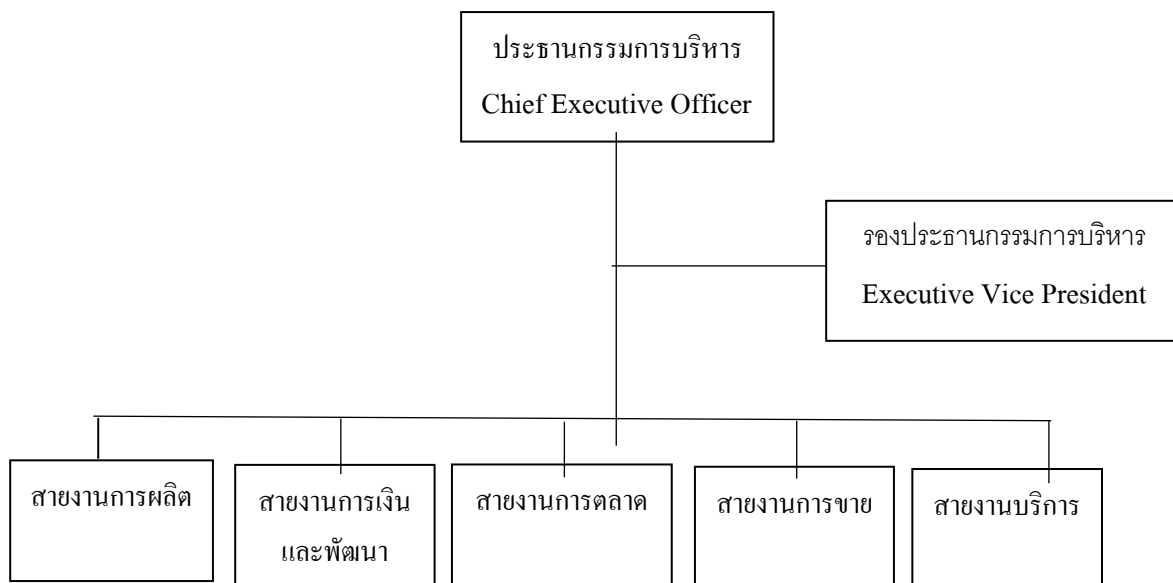 ประธานกรรมการบริหาร
Chief Executive Officer
รองประธานกรรมการบริหาร
Executive Vice President
สายงานการผลิต
สายงานการเงิน
และพัฒนา
สายงานการตลาด
สายงานการขาย
สายงานบริการ